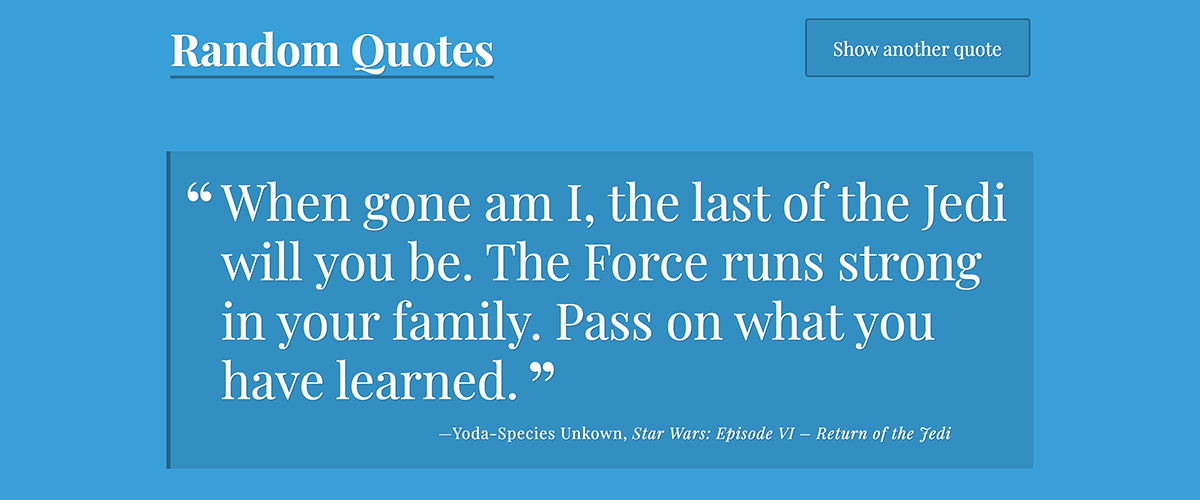 Random Quotes
Show another quote
“ When gone am I, the last of the Jedi
will you be. The Force runs strong
in your family. Pass on what you
have learned. ”
—Yoda-Species Unkown, Star Wars: Episode VI – Return of the Jedi